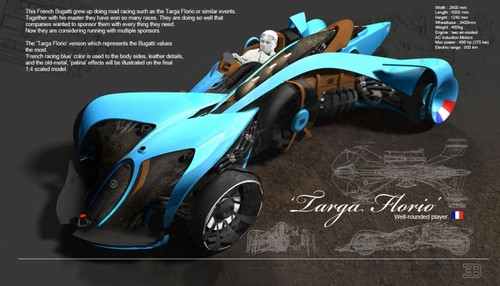 This French Bugatti grew up doing road racing such as the Targa Florio or similar events.
Together with his master they have won so many races. They are doing so well that
companies wanted to sponsor them with every thing they need.
Now they are considering running with multiple sponsors.
The 'Targa Florio' version which represents the Bugatti values
the most.
'French racing blue' color is used to the body sides, leather details,
and the old-metal, 'patina' effects will be illustrated on the final
1:4 scaled model.
Width : 2400 mm
Length : 5000 mm
Height : 1240 mm
Wheelbase : 3400mm
Weight : 460kg
Engine : two air-cooled
AC Induction Motors
Max power : 496 hp (370 kw)
Electric range : 800 km
'Targa Florio'
Well-rounded player
EB